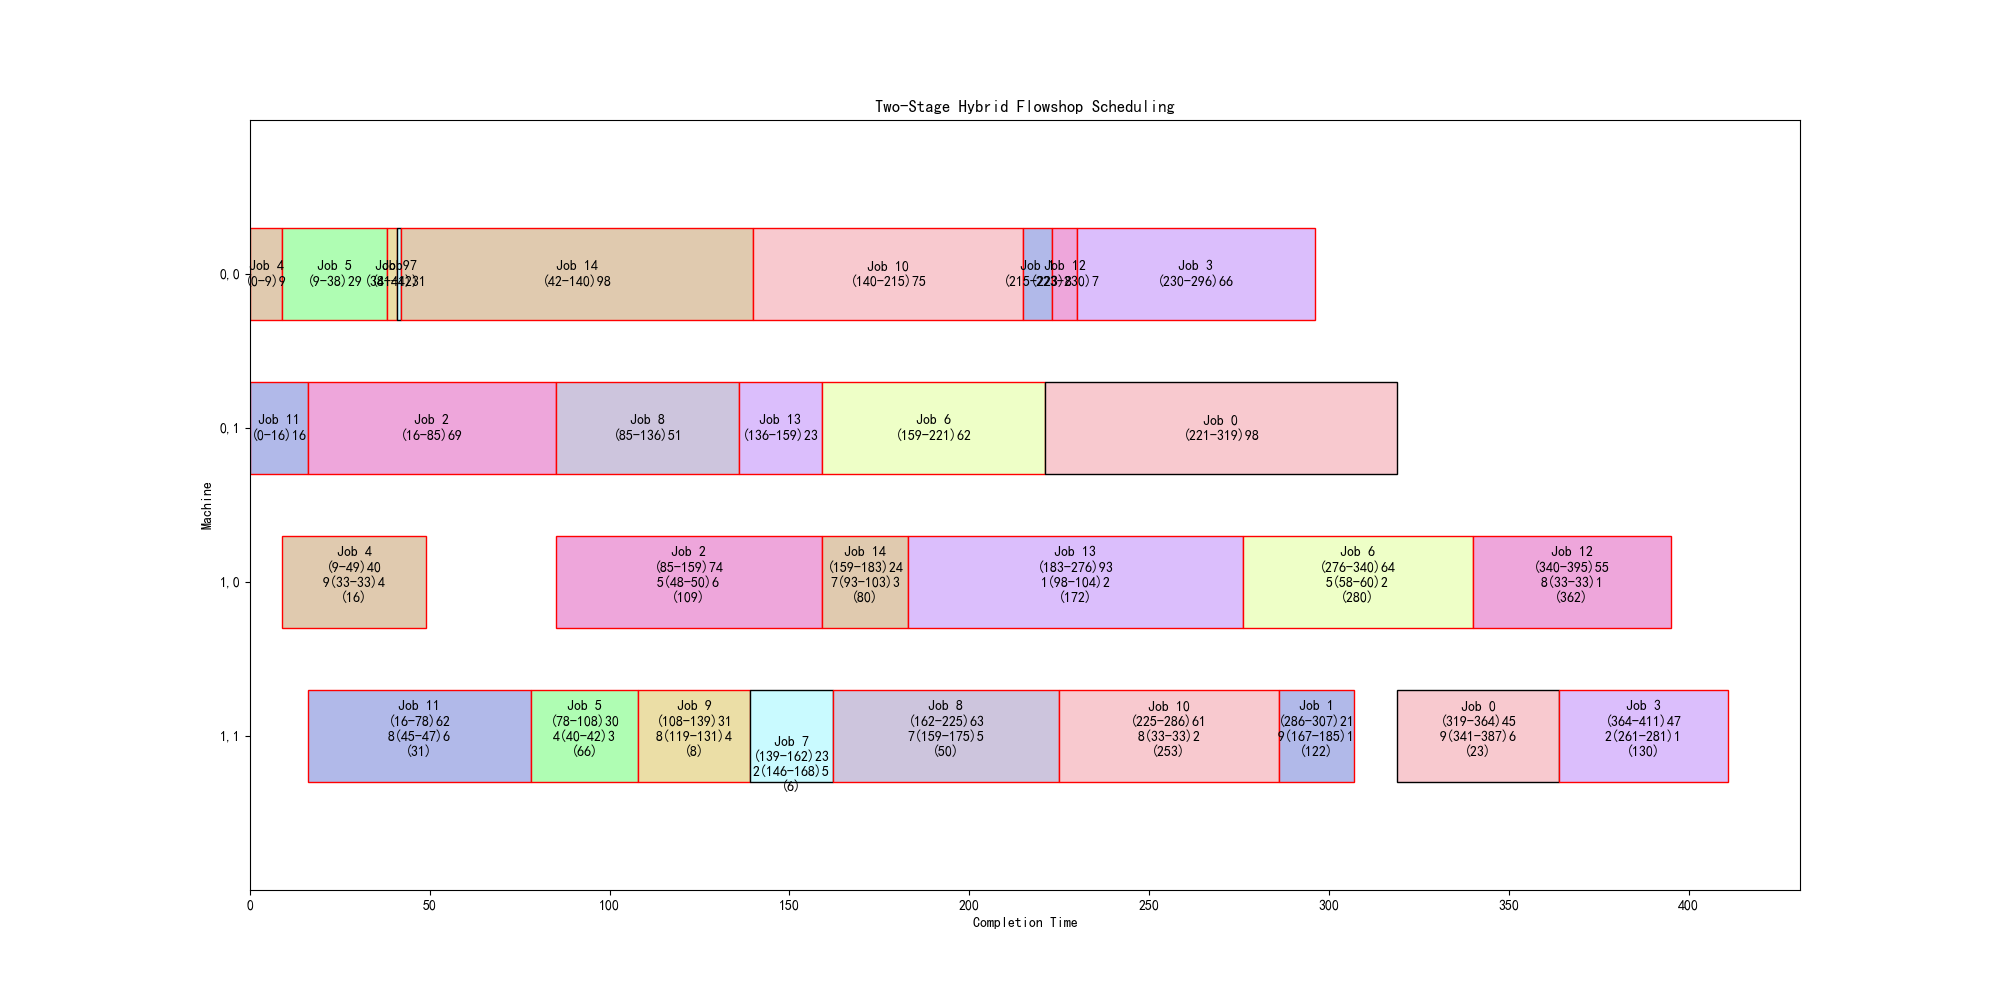 Two-Stage Hybrid Flowshop Scheduling
Machine
0,0
Job 4
(0-9)9
Job 5
(9-38)29
Job 14
(42-140)98
Job 10
(140-215)75
Job 12
(223-230)7
Job 3
(230-296)66
0,1
Job 11
(0-16)16
Job 2
(16-85)69
Job 8
(85-136)51
Job 13
(136-159)23
Job 6
(159-221)62
Job 0
(221-319)98
1,0
Job 4
(9-49)40
9(33-33)4
(16)
Job 2
(85-159)74
5(48-50)6
(109)
Job 14
(159-183)24
7(93-103)3
(80)
Job 13
(183-276)93
1(98-104)2
(172)
Job 6
(276-340)64
5(58-60)2
(280)
Job 12
(340-395)55
8(33-33)1
(362)
1,1
Job 11
(16-78)62
8(45-47)6
(31)
Job 5
(78-108)30
4(40-42)3
(66)
Job 9
(108-139)31
8(119-131)4
(8)
Job 7
(139-162)23
2(146-168)5
(6)
Job 8
(162-225)63
7(159-175)5
(50)
Job 10
(225-286)61
8(33-33)2
(253)
Job 1
(286-307)21
9(167-185)1
(122)
Job 0
(319-364)45
9(341-387)6
(23)
Job 3
(364-411)47
2(261-281)1
(130)
0
50
100
150
200
250
300
350
400
Completion Time